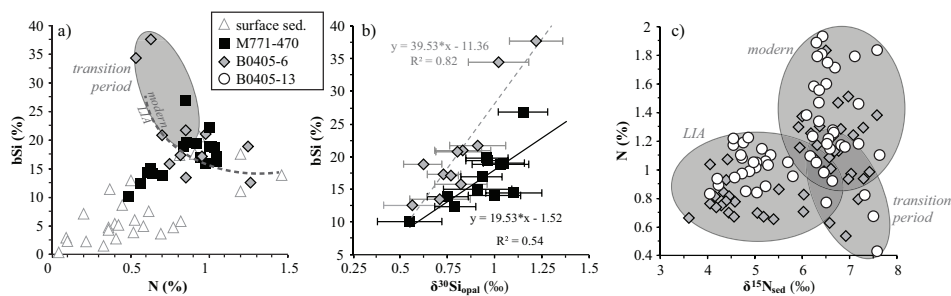 a)
bSi (%)
40
35
30
25
20
15
10
5
0
0
0.5
1
1.5
N (%)
transition
period
modern
LIA
surface sed.
M771-470
B0405-6
B0405-13
b)
bSi (%)
40
35
30
25
20
15
10
5
0.25
0.5
0.75
1
1.25
1.5
δ³⁰Siopal (‰)
y = 39.53*x - 11.36
R² = 0.82
y = 19.53*x - 1.52
R² = 0.54
c)
N (%)
2
1.8
1.6
1.4
1.2
1
0.8
0.6
0.4
3
4
5
6
7
8
δ¹⁵Nsed (‰)
modern
LIA
transition
period